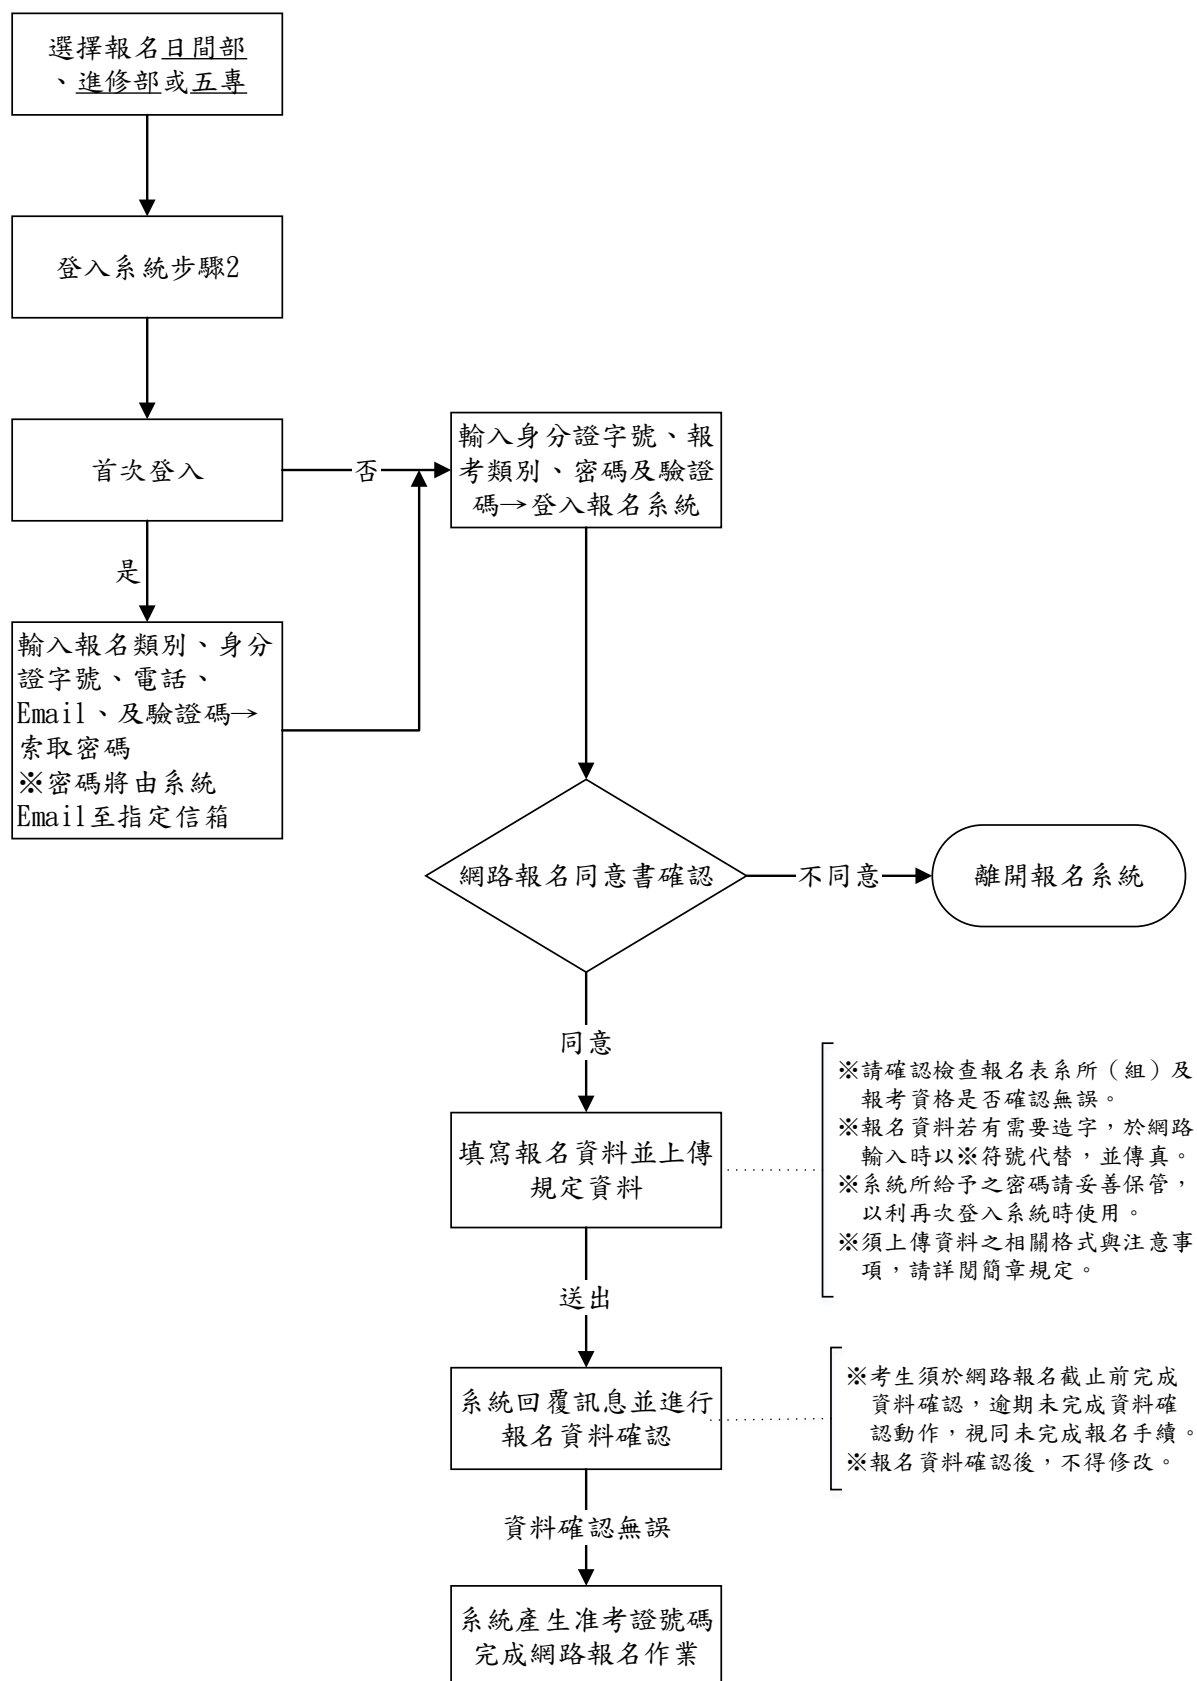 選擇報名日間部
、進修部或五專
登入系統步驟2
首次登入
否
輸入身分證字號、報
考類別、密碼及驗證
碼→登入報名系統
是
輸入報名類別、身分
證字號、電話、
Email、及驗證碼→
索取密碼
※密碼將由系統
Email至指定信箱
網路報名同意書確認
不同意
離開報名系統
同意
填寫報名資料並上傳
規定資料
※請確認檢查報名表系所（組）及
報考資格是否確認無誤。
※報名資料若有需要造字，於網路
輸入時以※符號代替，並傳真。
※系統所給予之密碼請妥善保管，
以利再次登入系統時使用。
※須上傳資料之相關格式與注意事
項，請詳閱簡章規定。
送出
系統回覆訊息並進行
報名資料確認
※考生須於網路報名截止前完成
資料確認，逾期未完成資料確
認動作，視同未完成報名手續。
※報名資料確認後，不得修改。
資料確認無誤
系統產生准考證號碼
完成網路報名作業